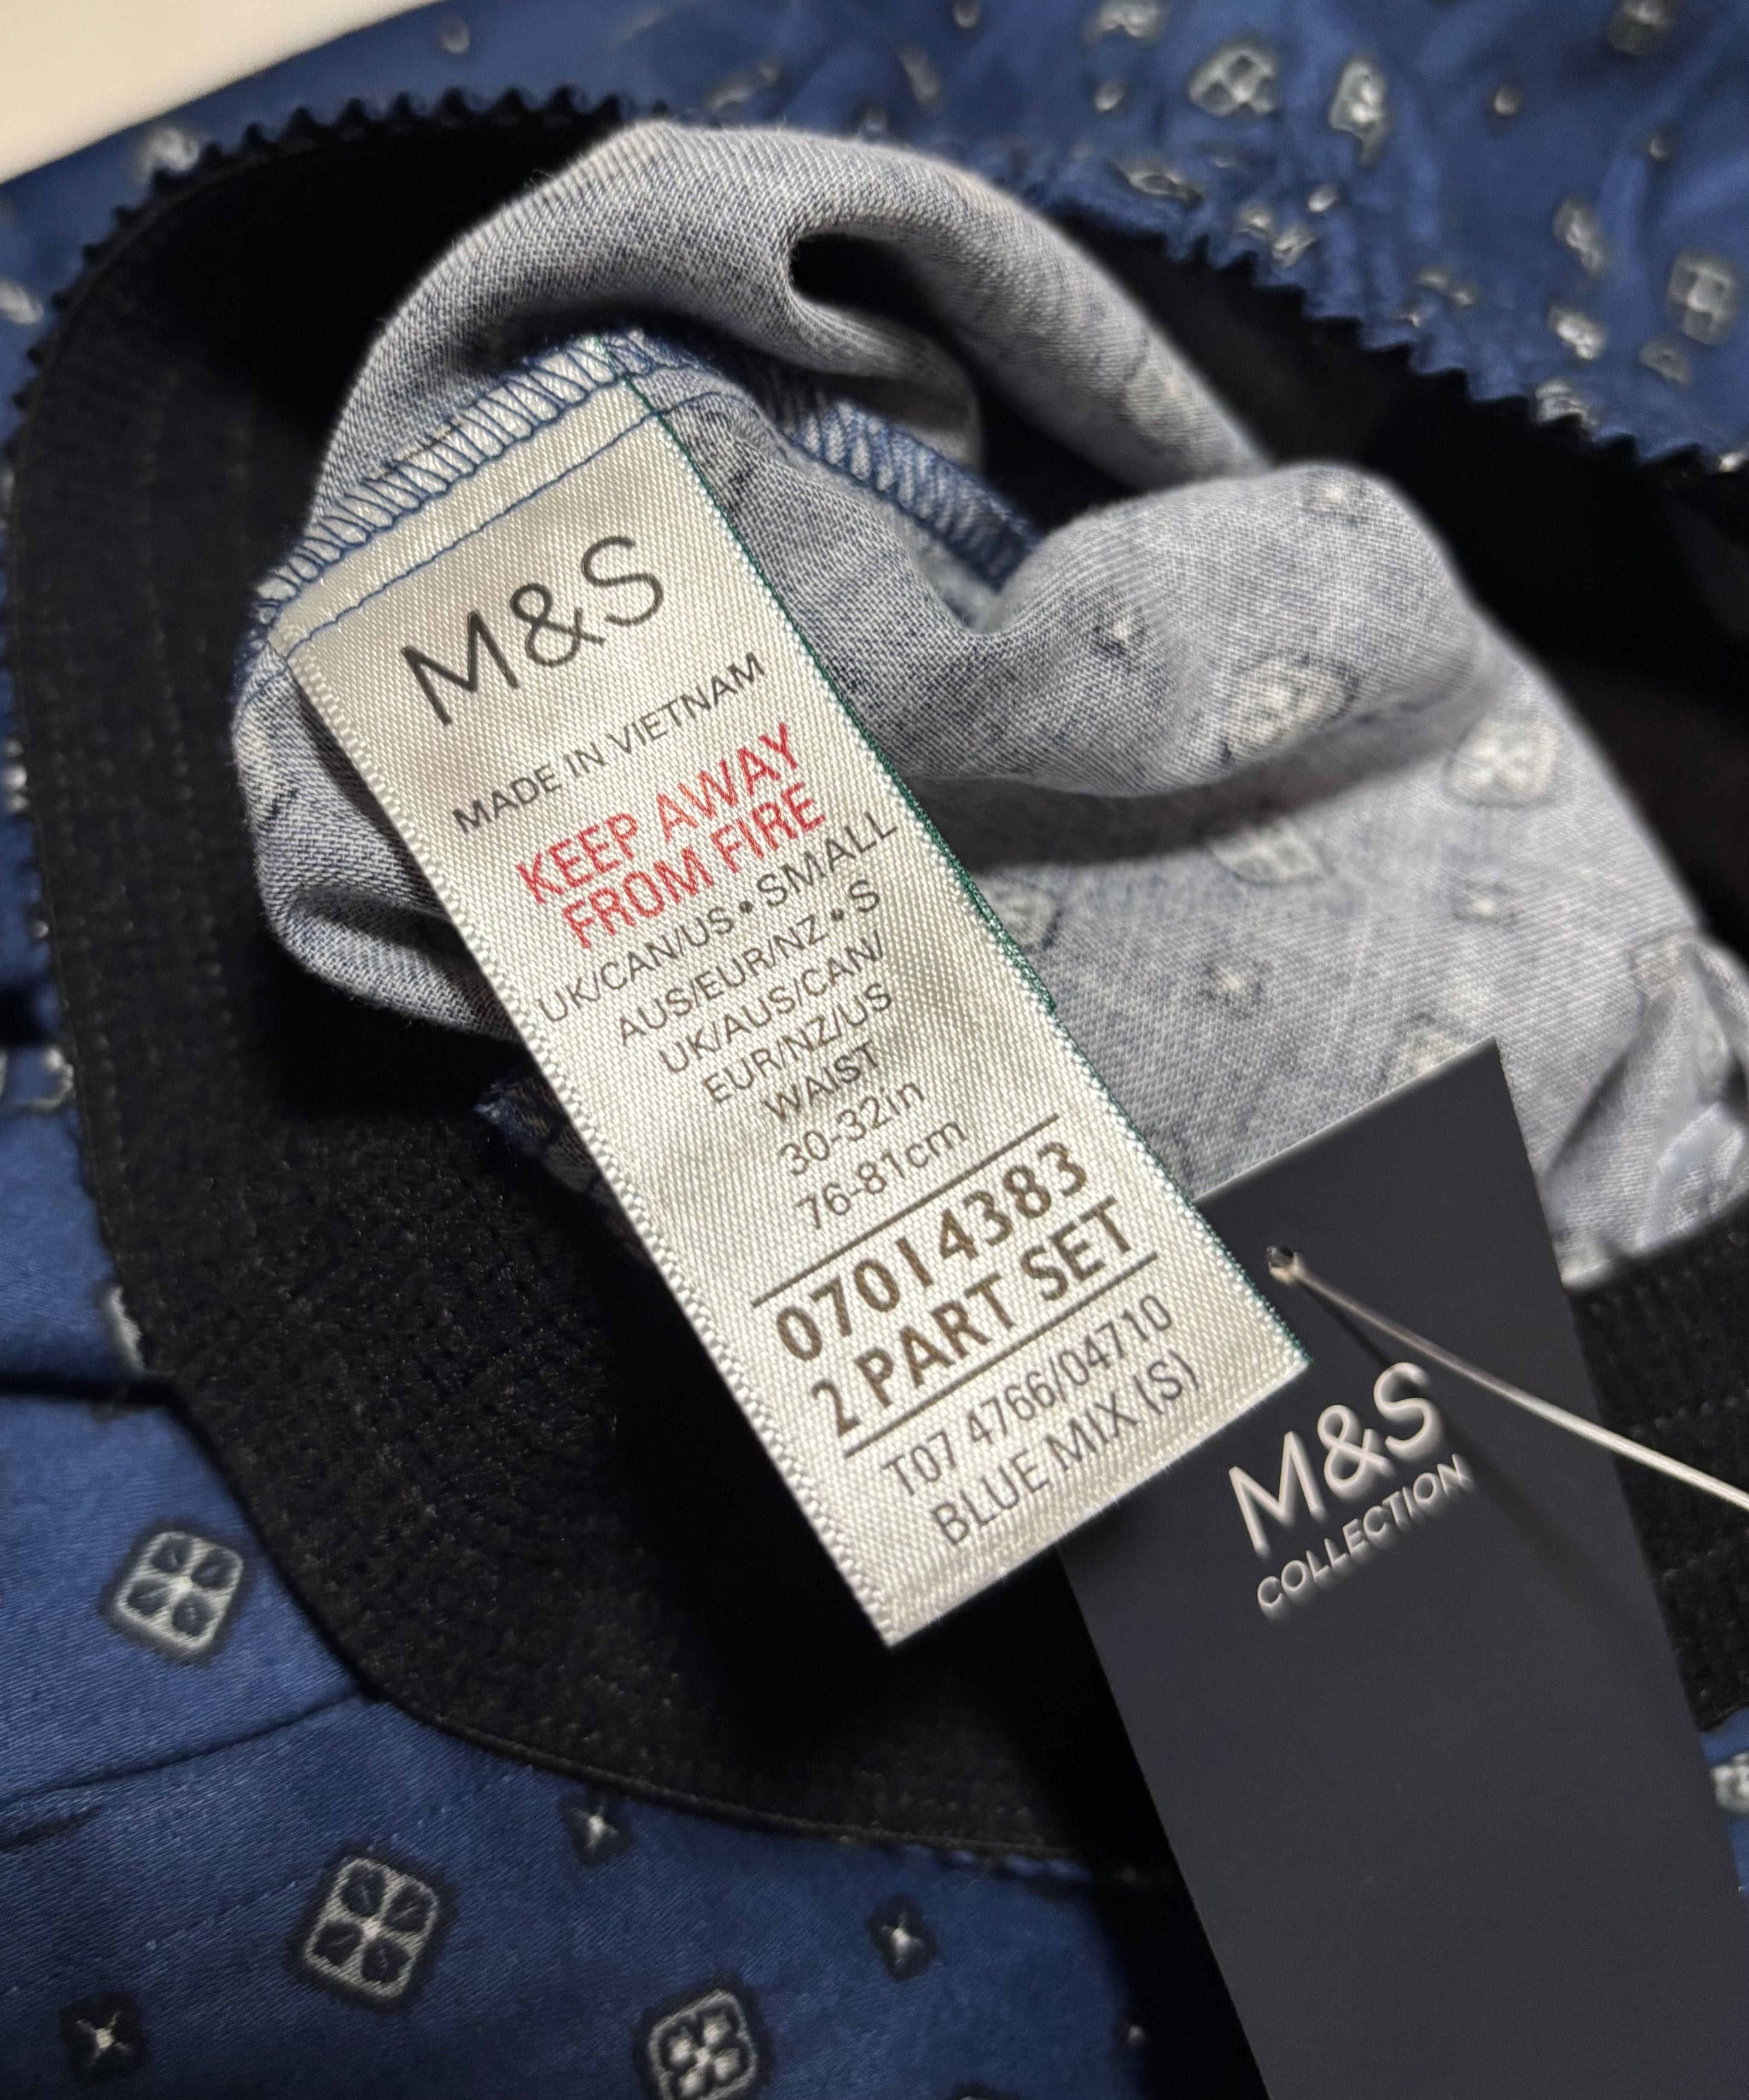 M&S
MADE IN VIETNAM
KEEP AWAY
FROM FIRE
UK/CAN/US • SMALL
AUS/EUR/NZ • S
UK/AUS/CAN/
EUR/NZ/US
WAIST
30-32in
76-81cm
07014383
2 PART SET
T07 4766/04710
BLUE MIX (S)
M&S
COLLECTION